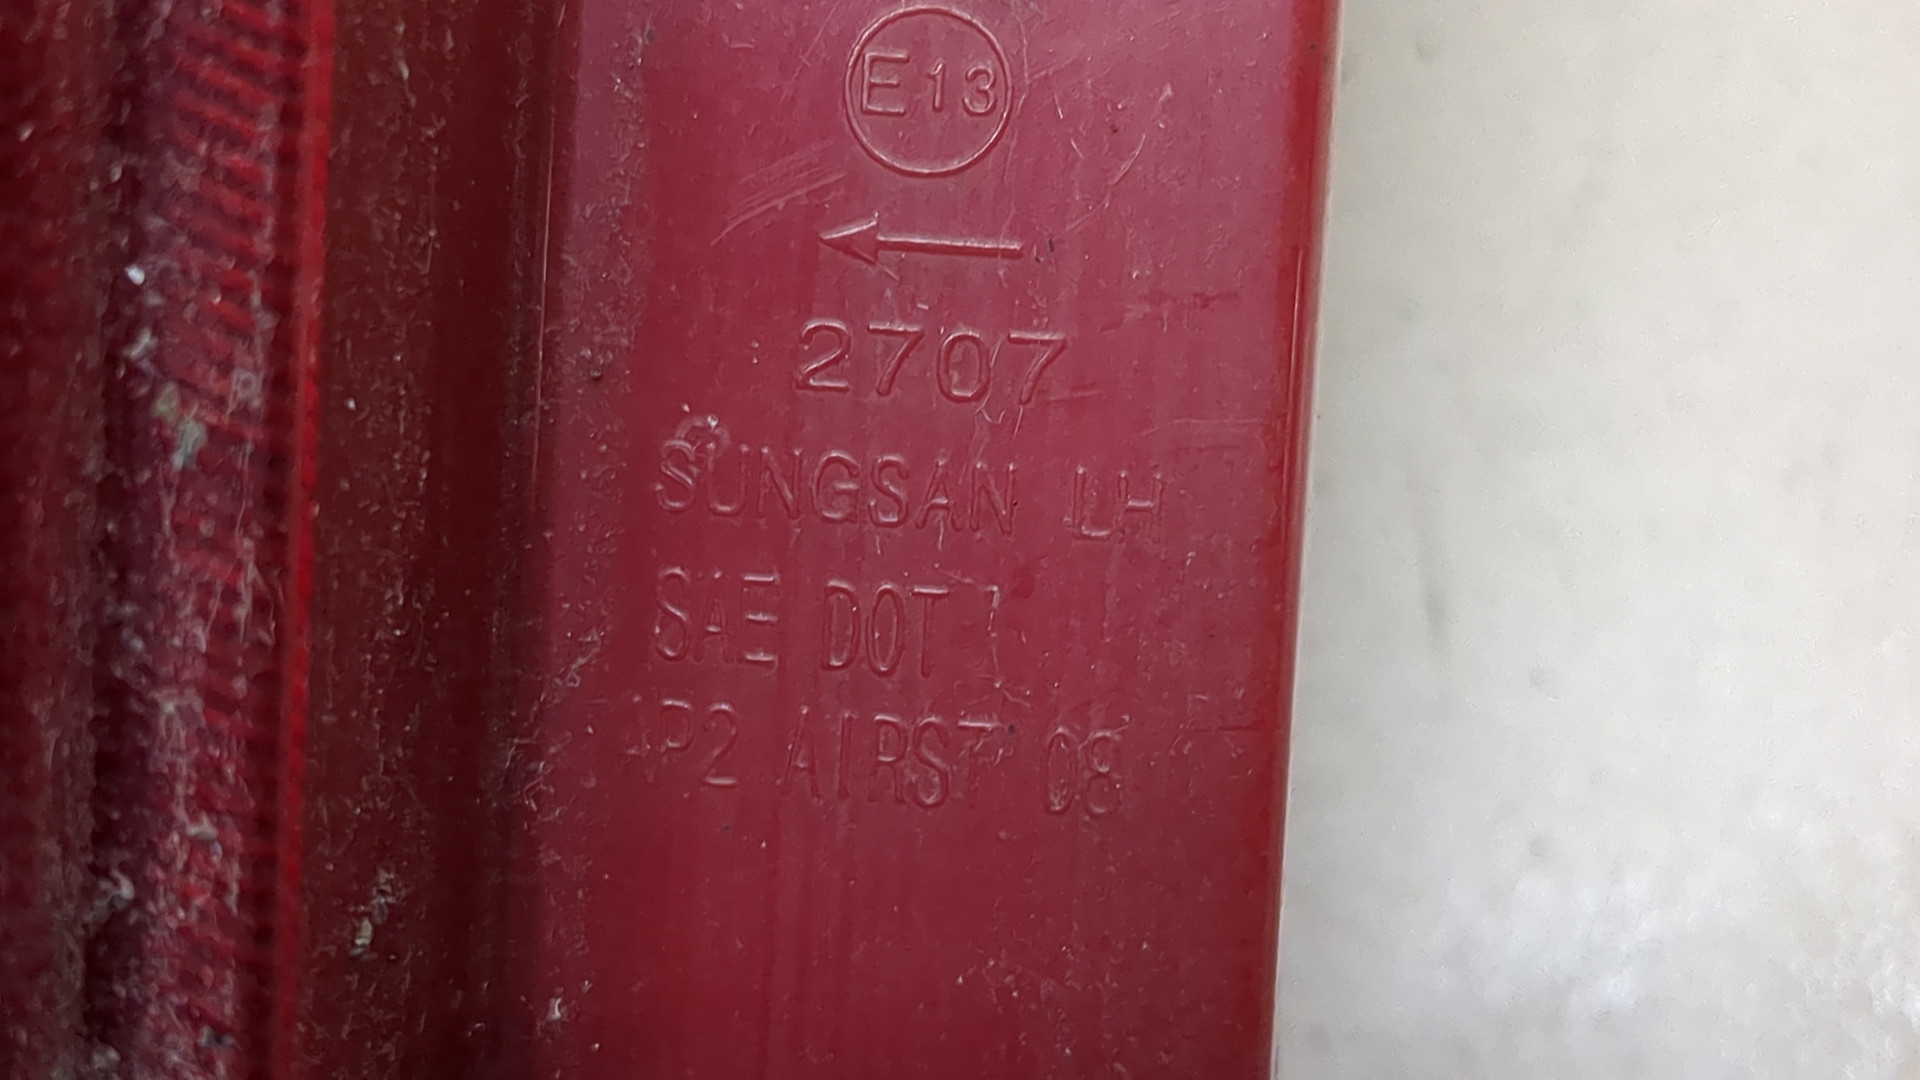 E13
2707
SUNGSAN LH
SAE DOT
P2 AIRST 08